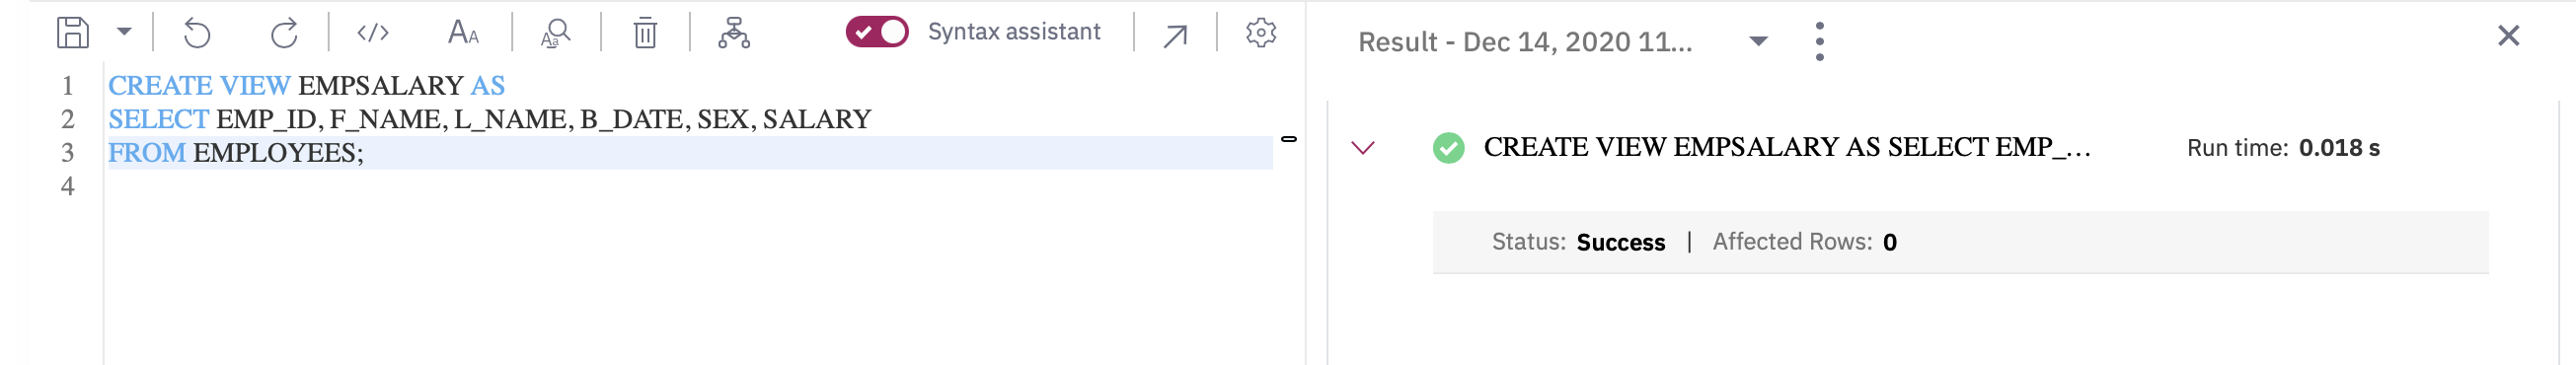 Syntax assistant
1 CREATE VIEW EMPSALARY AS
2 SELECT EMP_ID, F_NAME, L_NAME, B_DATE, SEX, SALARY
3 FROM EMPLOYEES;
4
Result - Dec 14, 2020 11...
CREATE VIEW EMPSALARY AS SELECT EMP_... Run time: 0.018 s
Status: Success | Affected Rows: 0